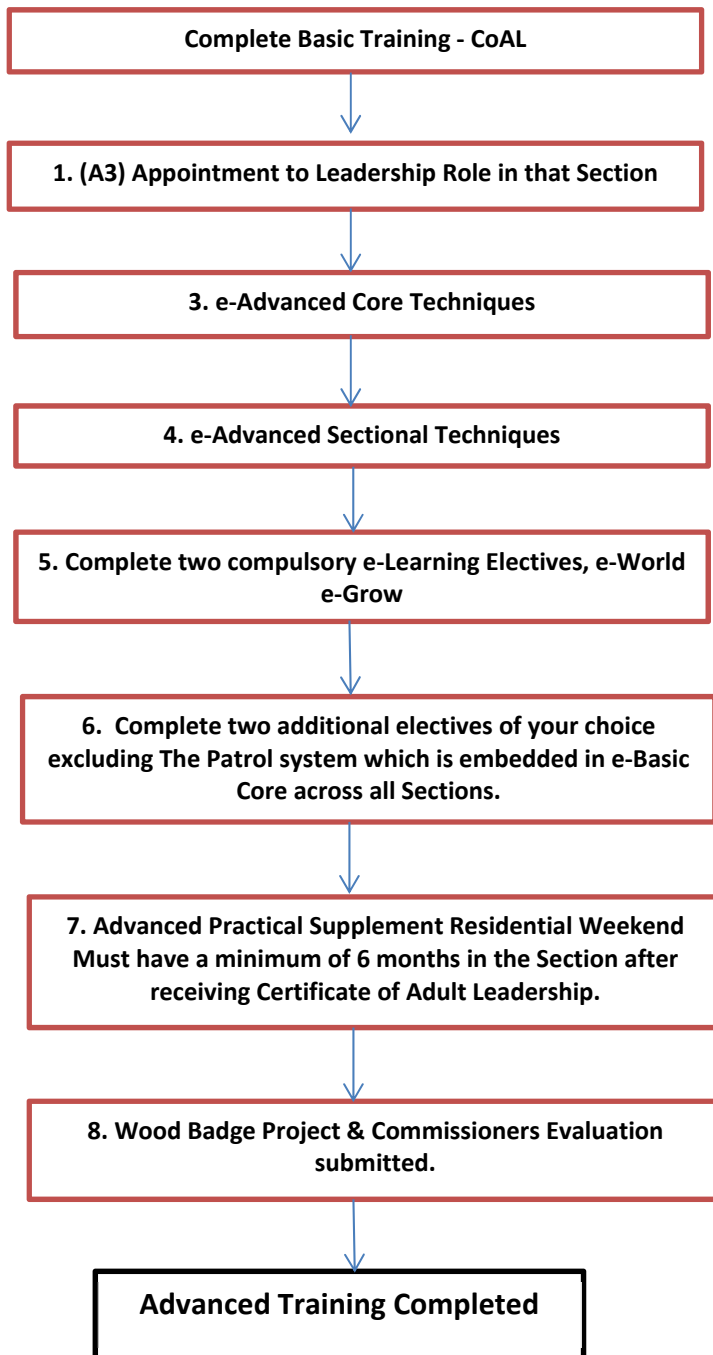 Complete Basic Training - CoAL
1. (A3) Appointment to Leadership Role in that Section
3. e-Advanced Core Techniques
4. e-Advanced Sectional Techniques
5. Complete two compulsory e-Learning Electives, e-World
e-Grow
6. Complete two additional electives of your choice
excluding The Patrol system which is embedded in e-Basic
Core across all Sections.
7. Advanced Practical Supplement Residential Weekend
Must have a minimum of 6 months in the Section after
receiving Certificate of Adult Leadership.
8. Wood Badge Project & Commissioners Evaluation
submitted.
Advanced Training Completed